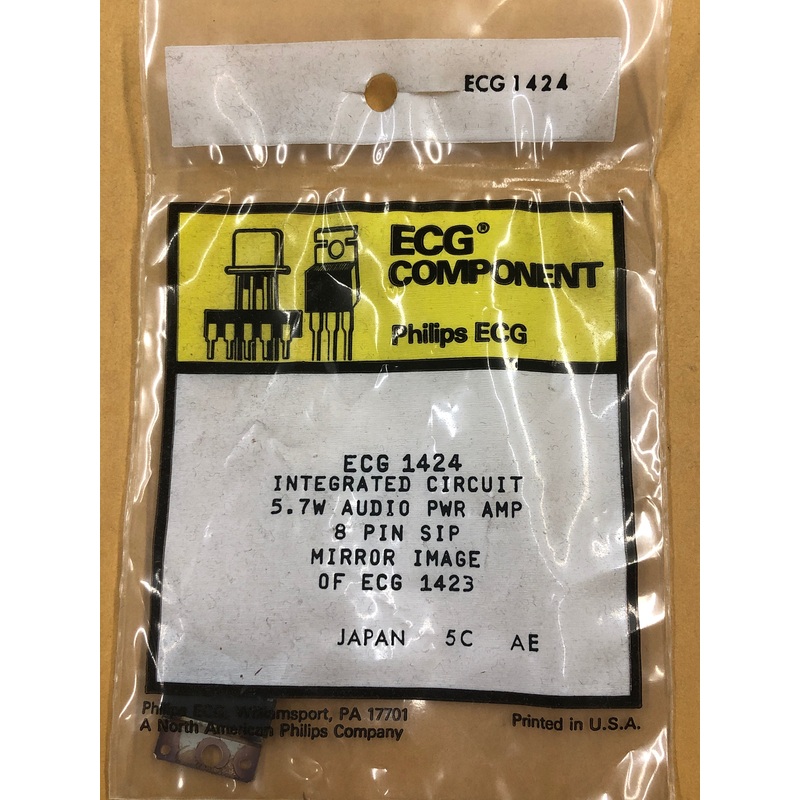 ECG 1424
ECG®
COMPONENT
Philips ECG
ECG 1424
INTEGRATED CIRCUIT
5.7W AUDIO PWR AMP
8 PIN SIP
MIRROR IMAGE
OF ECG 1423
JAPAN 5C AE
Philips ECG, Williamsport, PA 17701
A North American Philips Company
Printed in U.S.A.